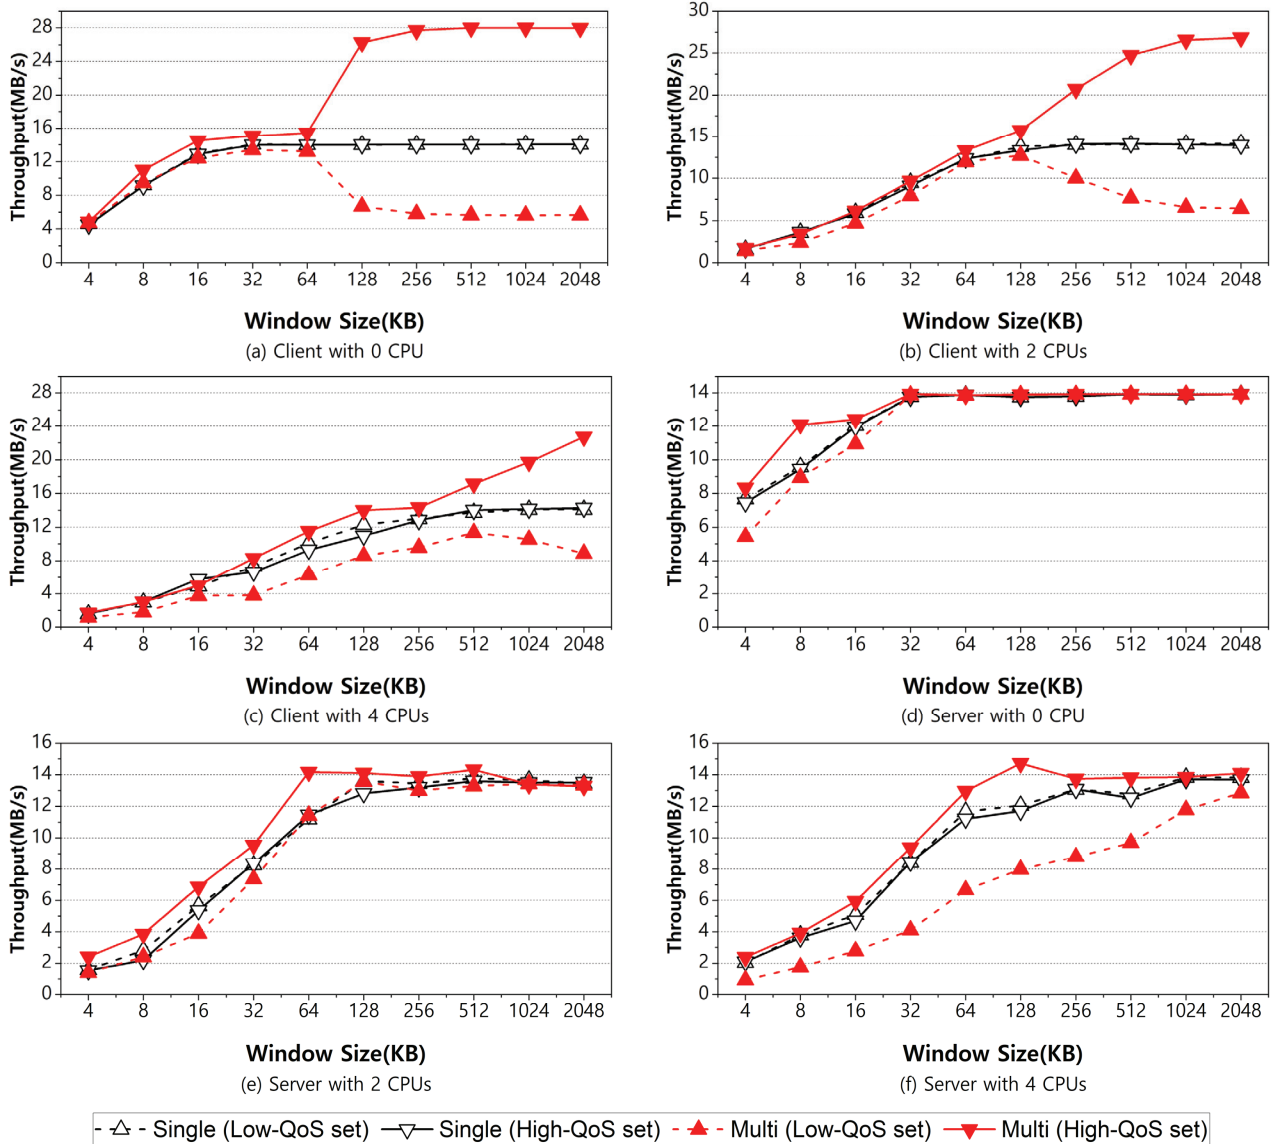 Throughput(MB/s)
28
24
20
16
12
8
4
0
4 8 16 32 64 128 256 512 1024 2048
Window Size(KB)
(a) Client with 0 CPU
Throughput(MB/s)
30
25
20
15
10
5
0
4 8 16 32 64 128 256 512 1024 2048
Window Size(KB)
(b) Client with 2 CPUs
Throughput(MB/s)
28
24
20
16
12
8
4
0
4 8 16 32 64 128 256 512 1024 2048
Window Size(KB)
(c) Client with 4 CPUs
Throughput(MB/s)
14
12
10
8
6
4
2
0
4 8 16 32 64 128 256 512 1024 2048
Window Size(KB)
(d) Server with 0 CPU
Throughput(MB/s)
16
14
12
10
8
6
4
2
0
4 8 16 32 64 128 256 512 1024 2048
Window Size(KB)
(e) Server with 2 CPUs
Throughput(MB/s)
16
14
12
10
8
6
4
2
0
4 8 16 32 64 128 256 512 1024 2048
Window Size(KB)
(f) Server with 4 CPUs
Single (Low-QoS set) Single (High-QoS set) Multi (Low-QoS set) Multi (High-QoS set)